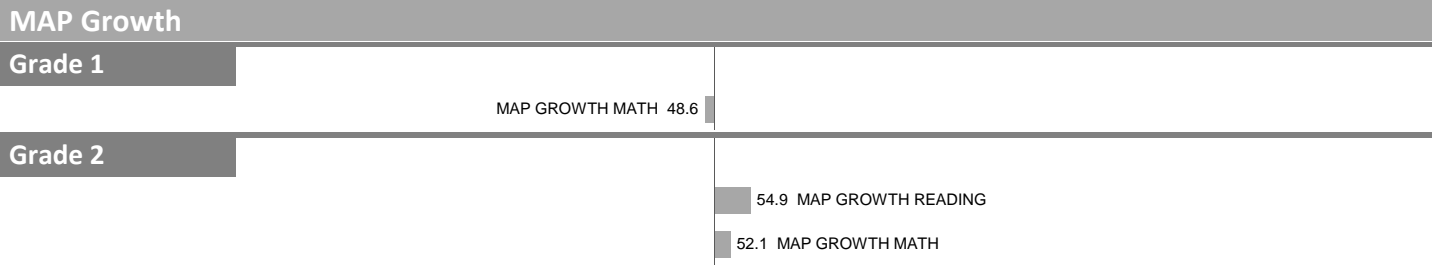 MAP Growth
Grade 1
MAP GROWTH MATH 48.6
Grade 2
54.9 MAP GROWTH READING
52.1 MAP GROWTH MATH